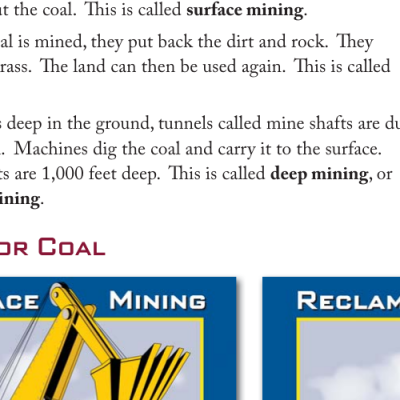 t the coal. This is called surface mining.
al is mined, they put back the dirt and rock. They
rass. The land can then be used again. This is called
deep in the ground, tunnels called mine shafts are du
. Machines dig the coal and carry it to the surface.
ts are 1,000 feet deep. This is called deep mining, or
ining.
or Coal
ace Mining
Reclam